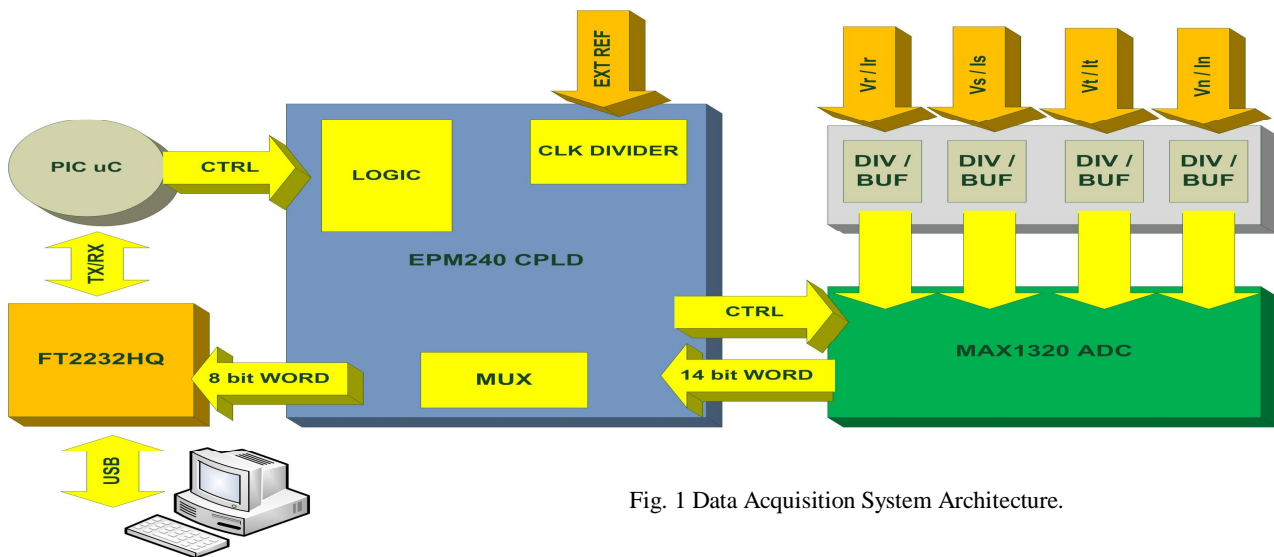 EXT REF
Vr / Ir
Vs / Is
Vt / It
Vn / In
PIC uC
CTRL
LOGIC
CLK DIVIDER
DIV /
BUF
DIV /
BUF
DIV /
BUF
DIV /
BUF
TX/RX
EPM240 CPLD
CTRL
FT2232HQ
8 bit WORD
MUX
14 bit WORD
MAX1320 ADC
USB
Fig. 1 Data Acquisition System Architecture.